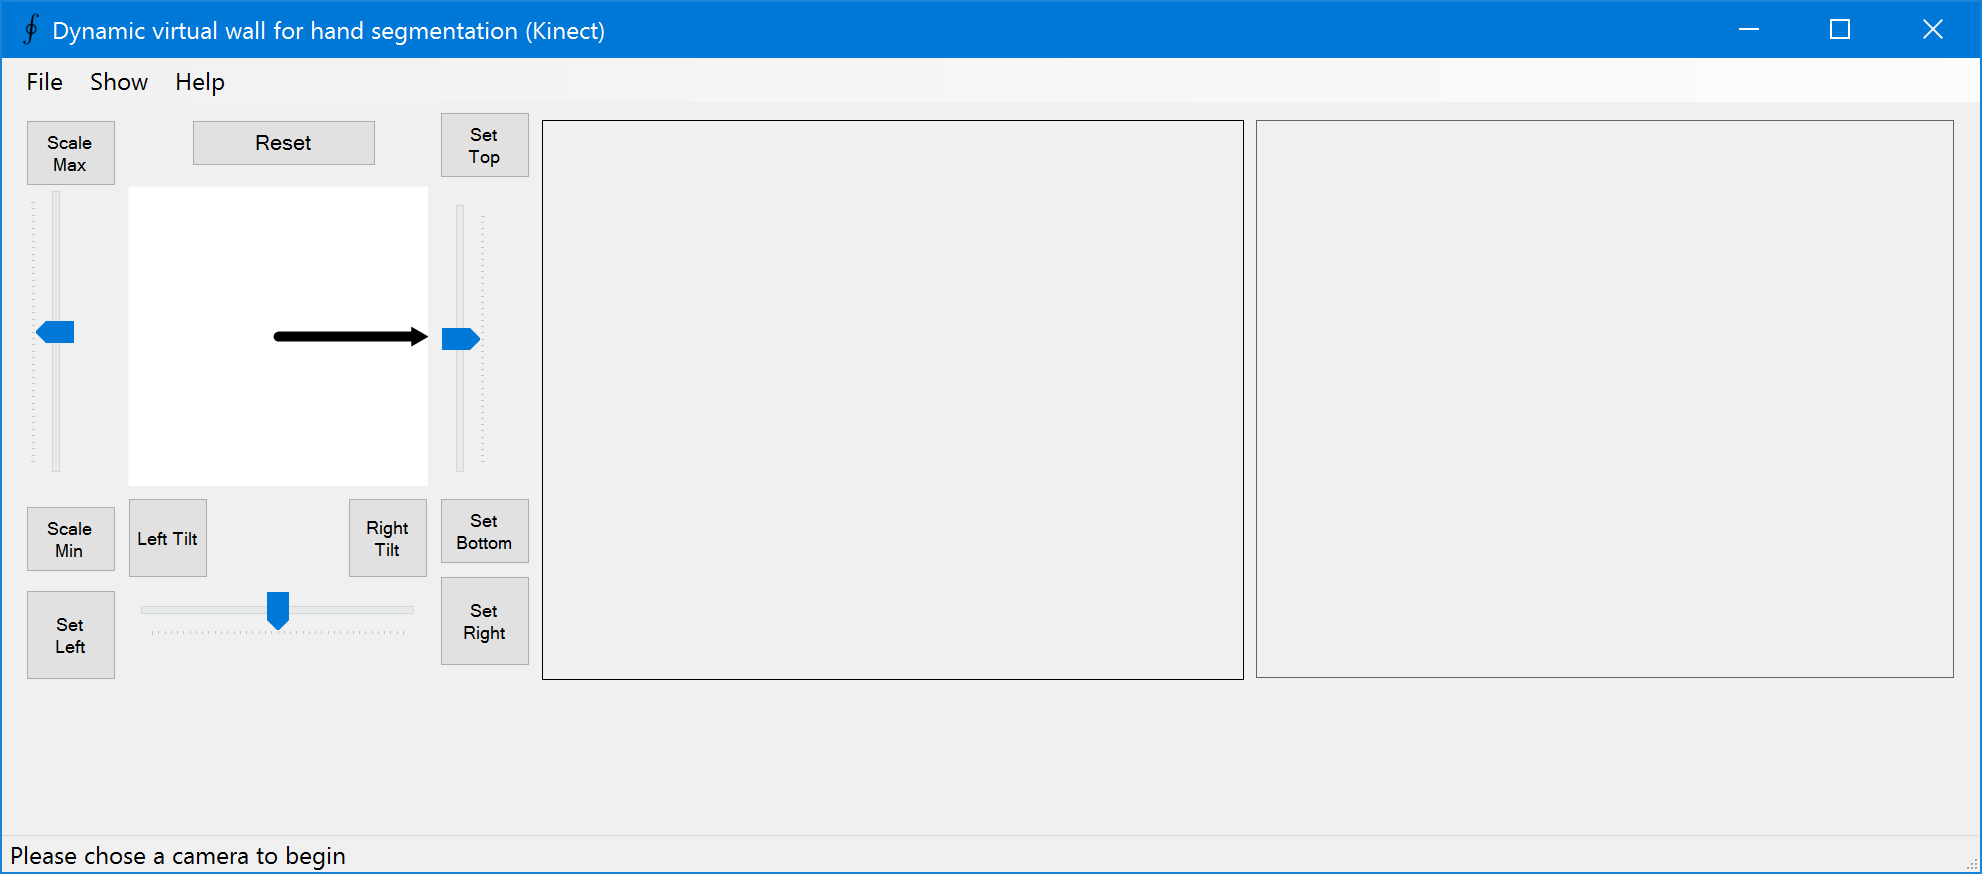 Dynamic virtual wall for hand segmentation (Kinect)
File Show Help
Scale
Max
Reset
Set
Top
Scale
Min
Left Tilt
Right
Tilt
Set
Bottom
Set
Left
Set
Right
Please chose a camera to begin